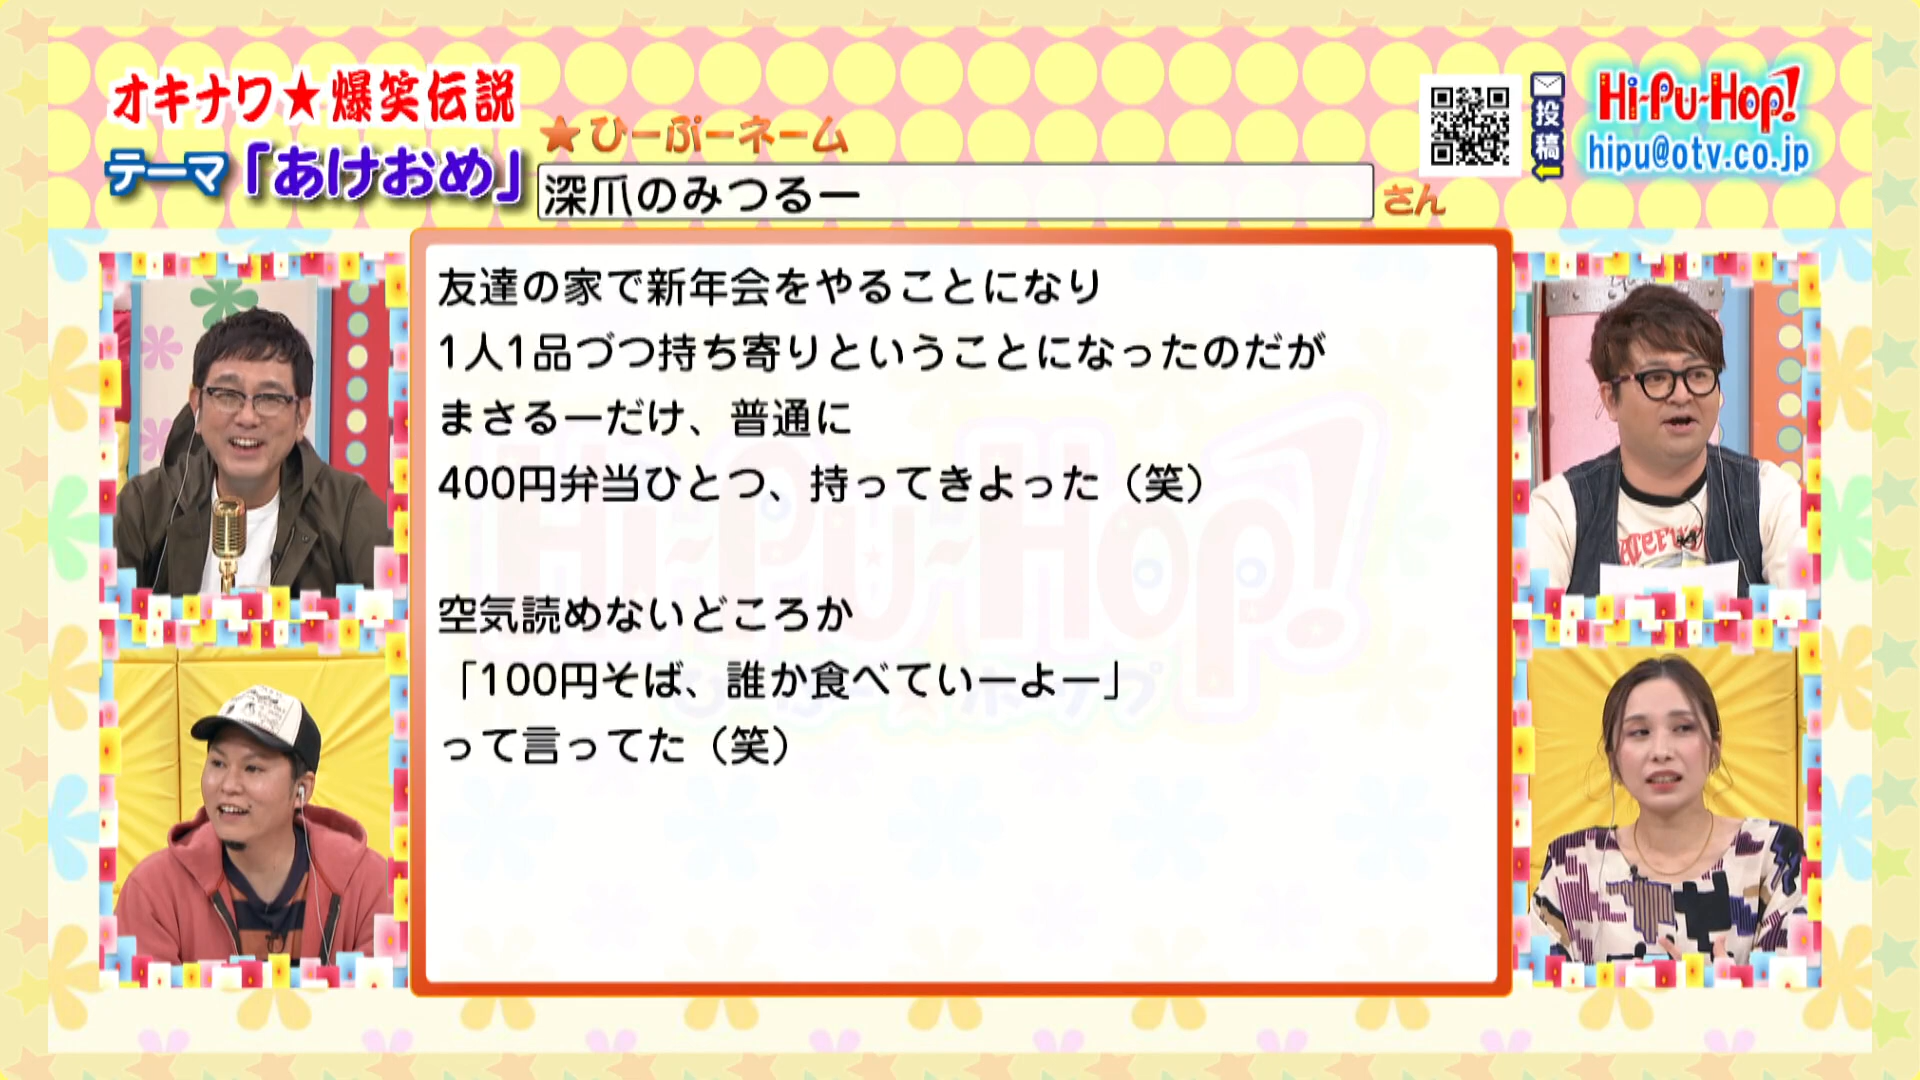 オキナワ★爆笑伝説
テーマ「あけおめ」
★ひーぷーネーム
深爪のみつるー
さん
投稿
Hi-Pu-Hop!
hipu@otv.co.jp
友達の家で新年会をやることになり
1人1品づつ持ち寄りということになったのだが
まさるーだけ、普通に
400円弁当ひとつ、持ってきよった（笑）
空気読めないどころか
「100円そば、誰か食べていーよー」
って言ってた（笑）
Hi-Pu-Hop!